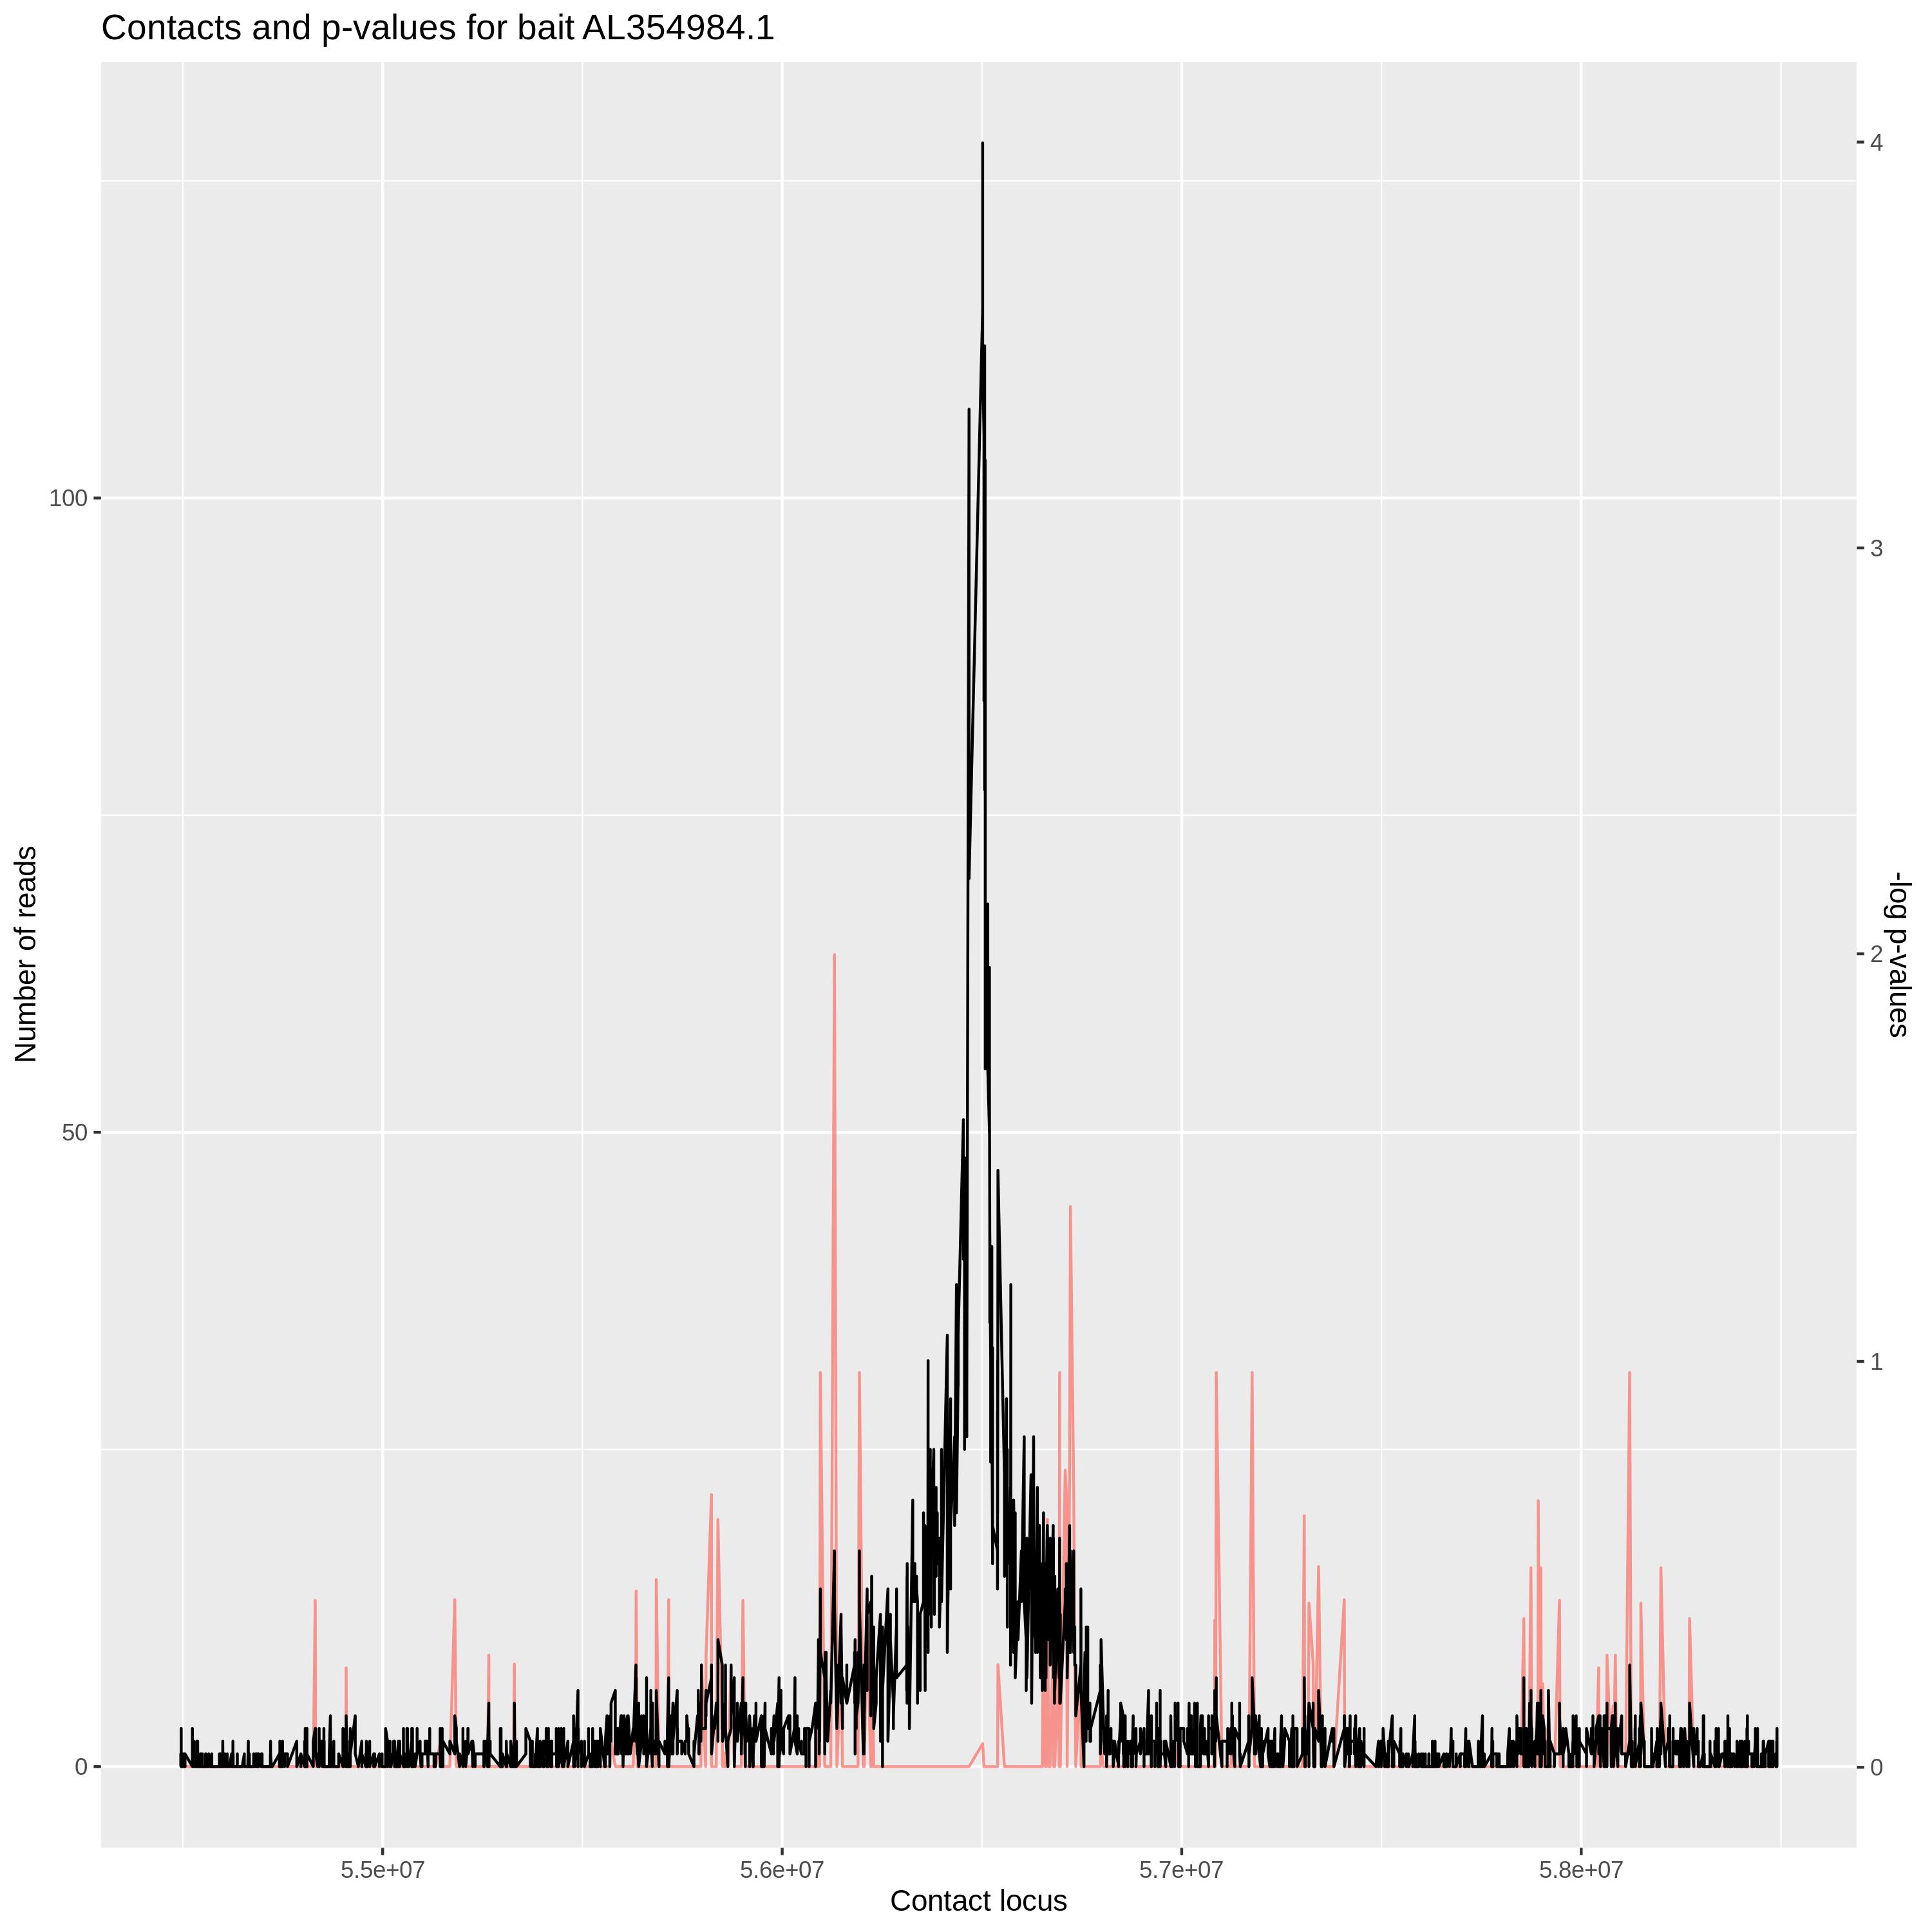 Contacts and p-values for bait AL354984.1
Number of reads
100
50
0
4
3
2
1
0
-log p-values
5.5e+07
5.6e+07
5.7e+07
5.8e+07
Contact locus